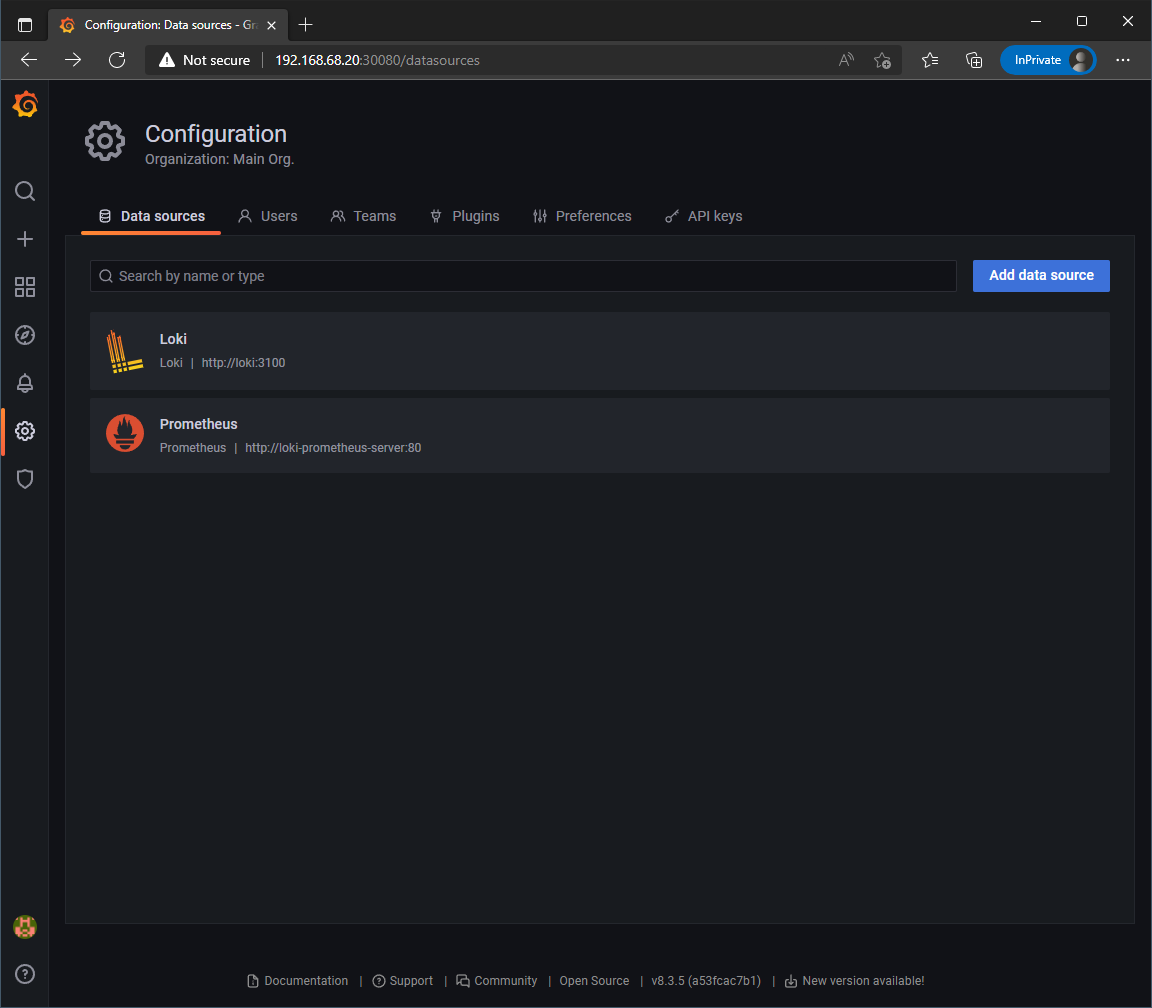 Configuration: Data sources - Gr
Not secure 192.168.68.20:30080/datasources InPrivate
Configuration
Organization: Main Org.
Data sources Users Teams Plugins Preferences API keys
Search by name or type Add data source
Loki
Loki | http://loki:3100
Prometheus
Prometheus | http://loki-prometheus-server:80
Documentation | Support | Community | Open Source | v8.3.5 (a53fcac7b1) | New version available!